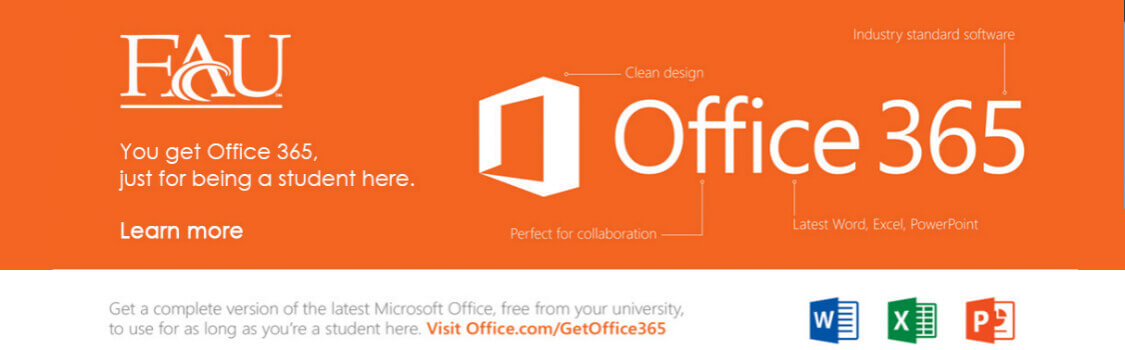 FAU
You get Office 365,
just for being a student here.
Learn more
Industry standard software
Clean design
Office 365
Perfect for collaboration
Latest Word, Excel, PowerPoint
Get a complete version of the latest Microsoft Office, free from your university,
to use for as long as you're a student here. Visit Office.com/GetOffice365
W
X
P